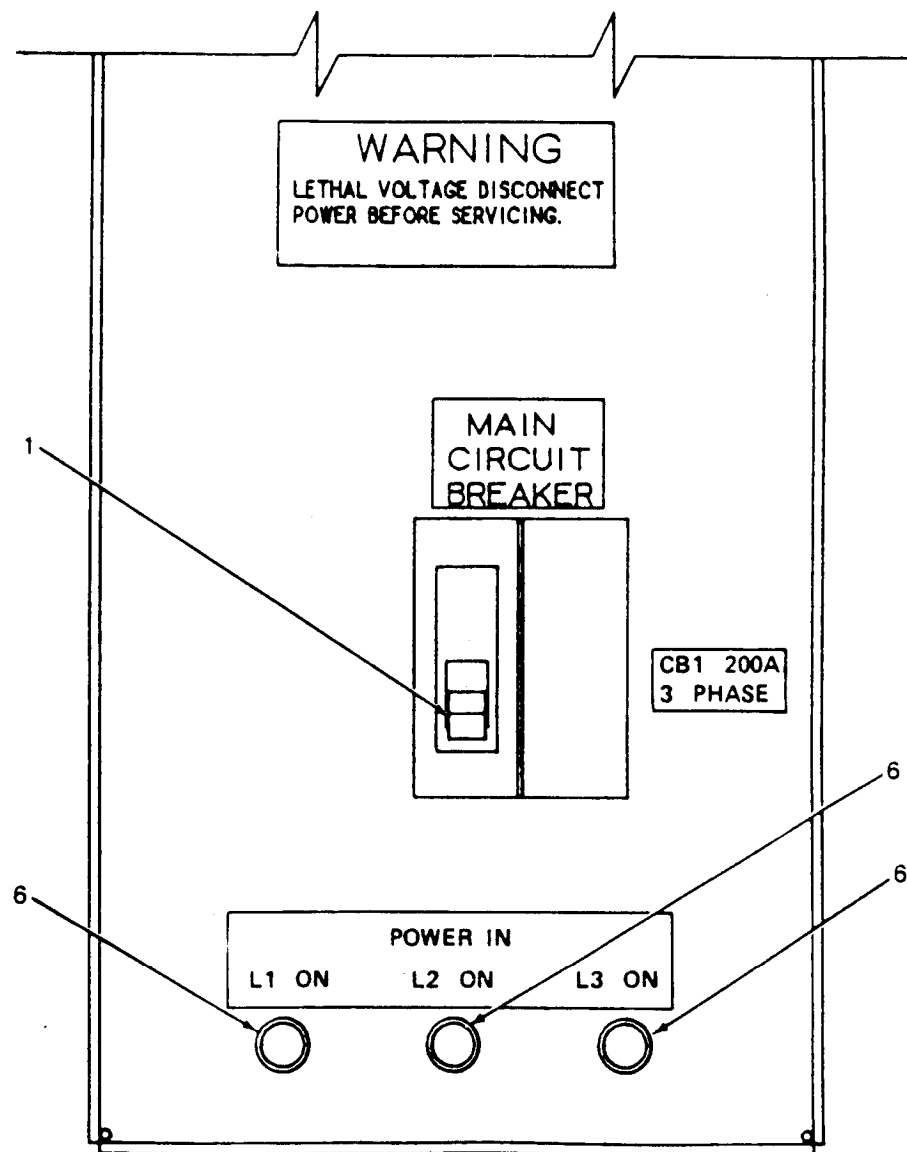 WARNING
LETHAL VOLTAGE DISCONNECT
POWER BEFORE SERVICING.
MAIN
CIRCUIT
BREAKER
1
CB1 200A
3 PHASE
6
6
6
POWER IN
L1 ON L2 ON L3 ON